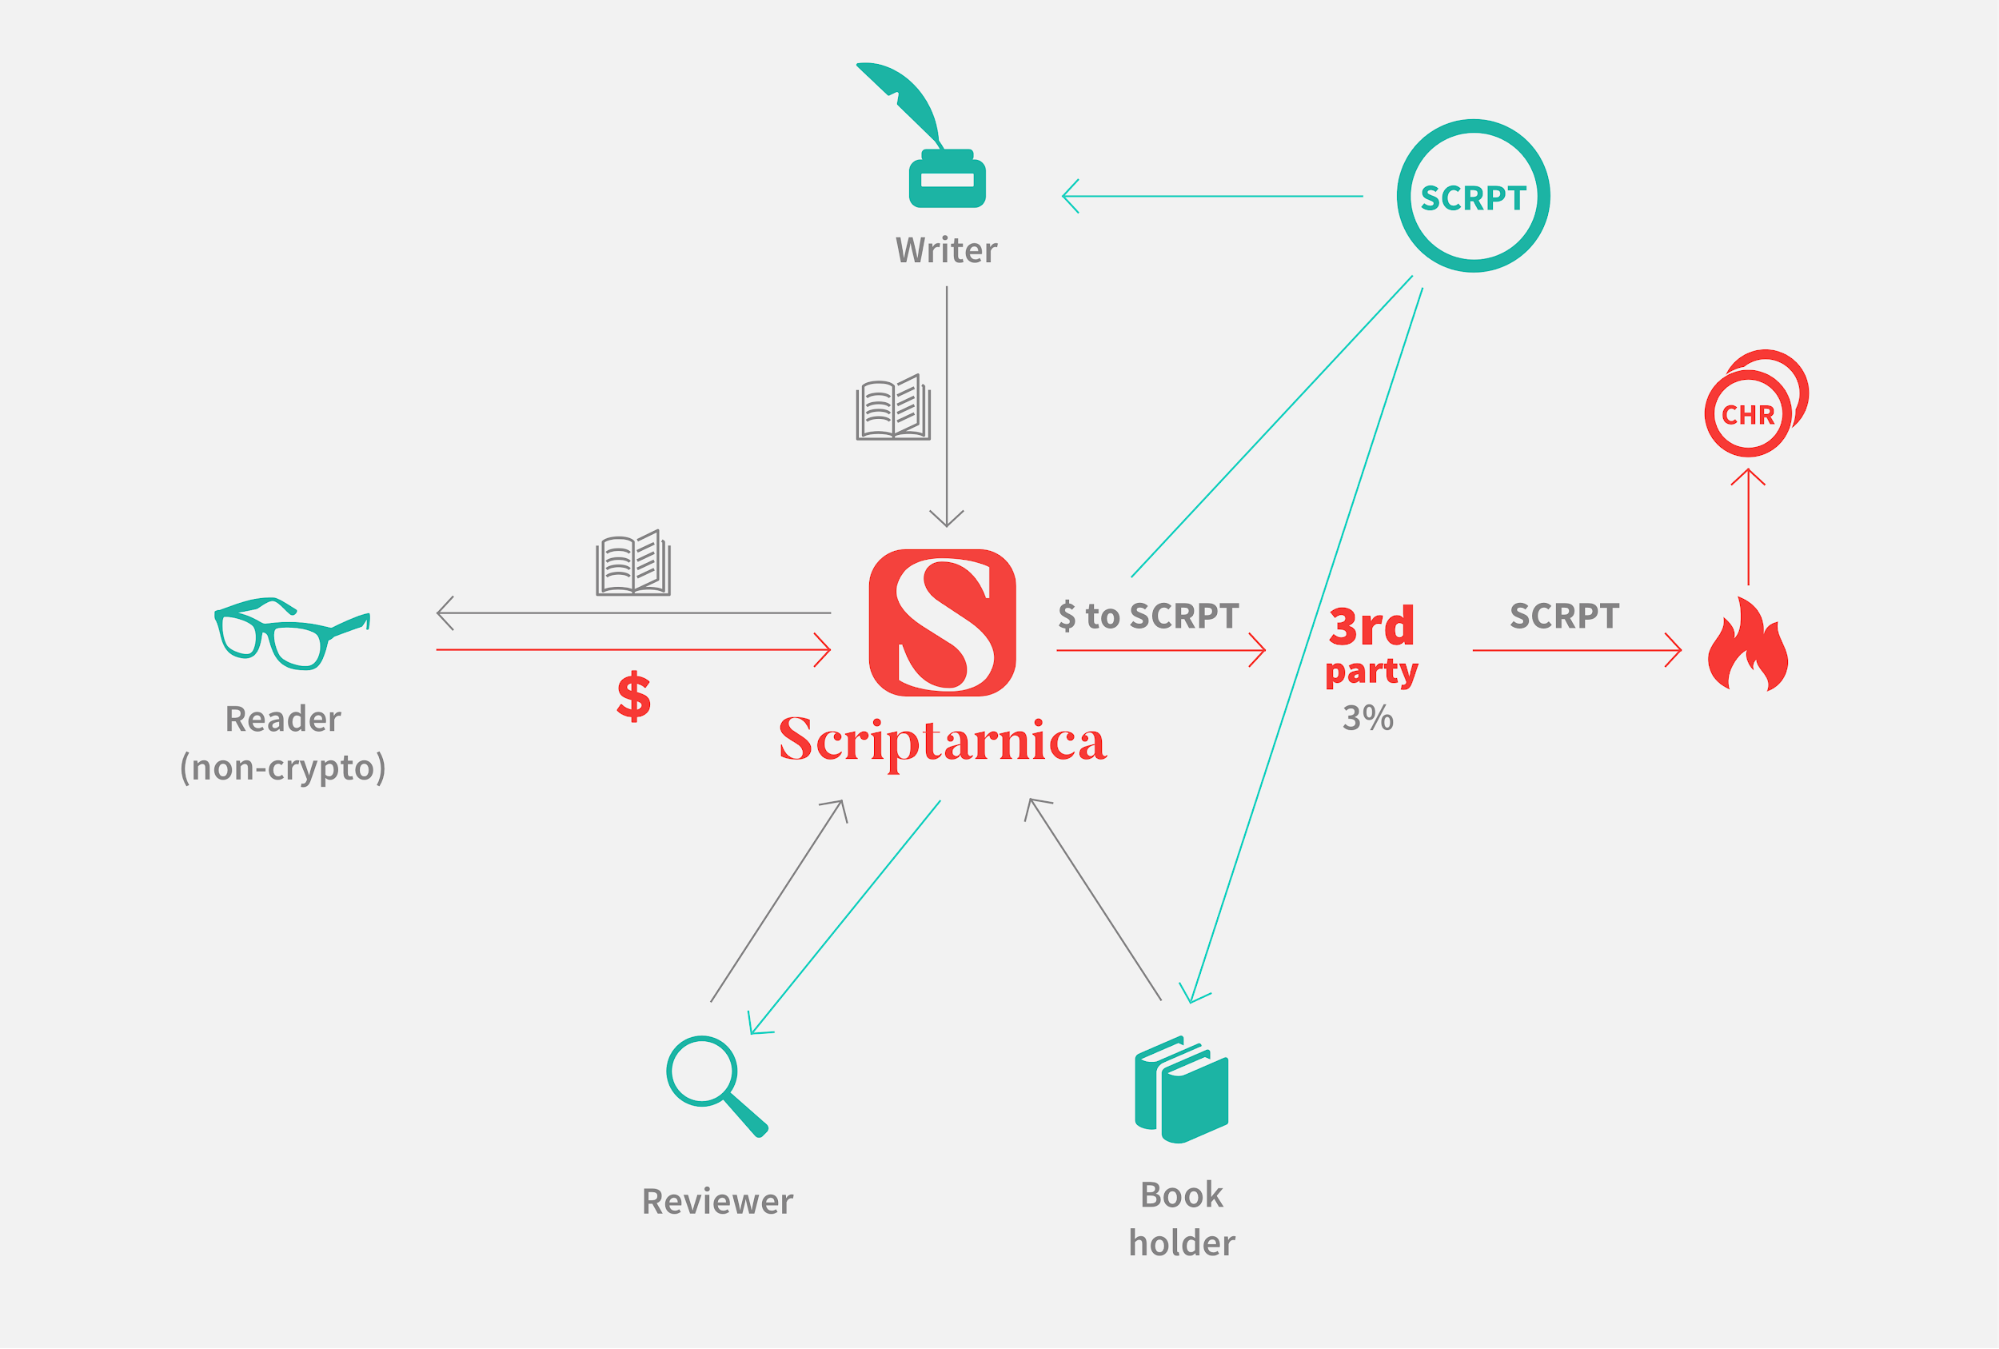 SCRPT
Writer
CHR
$ to SCRPT
3rd
party
3%
SCRPT
$
S
Scriptarnica
Reader
(non-crypto)
Reviewer
Book
holder